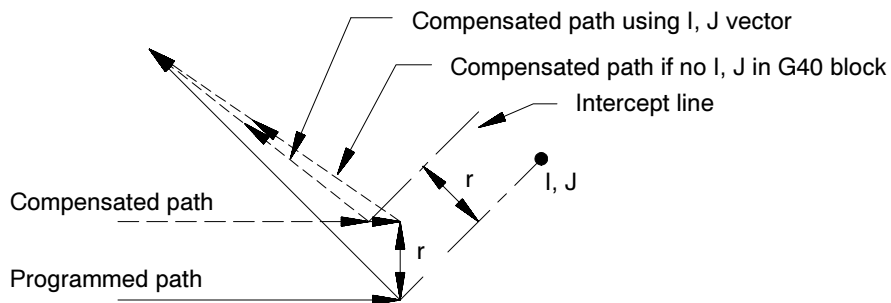 Compensated path using I, J vector
Compensated path if no I, J in G40 block
Intercept line
r
I, J
Compensated path
r
Programmed path